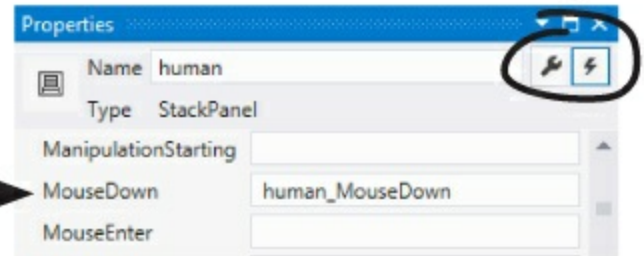 Properties
Name human
Type StackPanel
ManipulationStarting
MouseDown human_MouseDown
MouseEnter